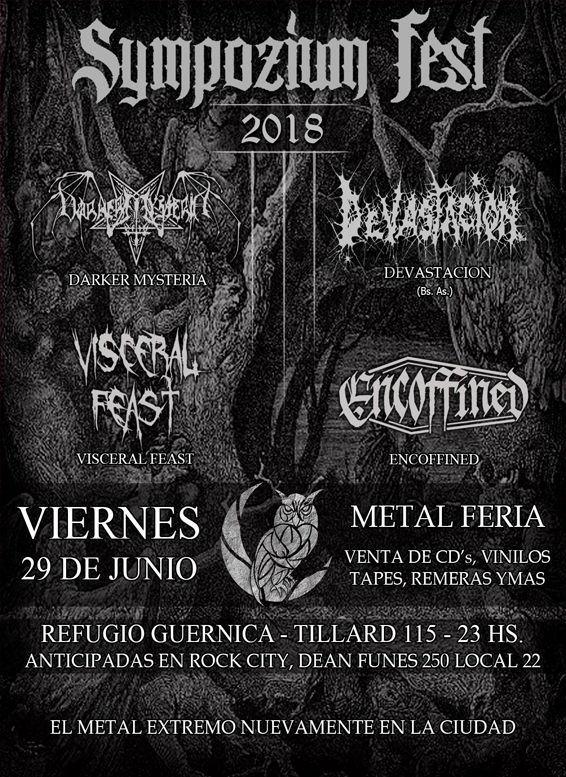 Sympozium Fest
2018
DARKER MYSTERIA
DARKER MYSTERIA
DEVASTACION
DEVASTACION
(Bs. As.)
VISCERAL
FEAST
VISCERAL FEAST
Encoffined
ENCOFFINED
VIERNES
29 DE JUNIO
METAL FERIA
VENTA DE CD's, VINILOS
TAPES, REMERAS YMAS
REFUGIO GUERNICA - TILLARD 115 - 23 HS.
ANTICIPADAS EN ROCK CITY, DEAN FUNES 250 LOCAL 22
EL METAL EXTREMO NUEVAMENTE EN LA CIUDAD